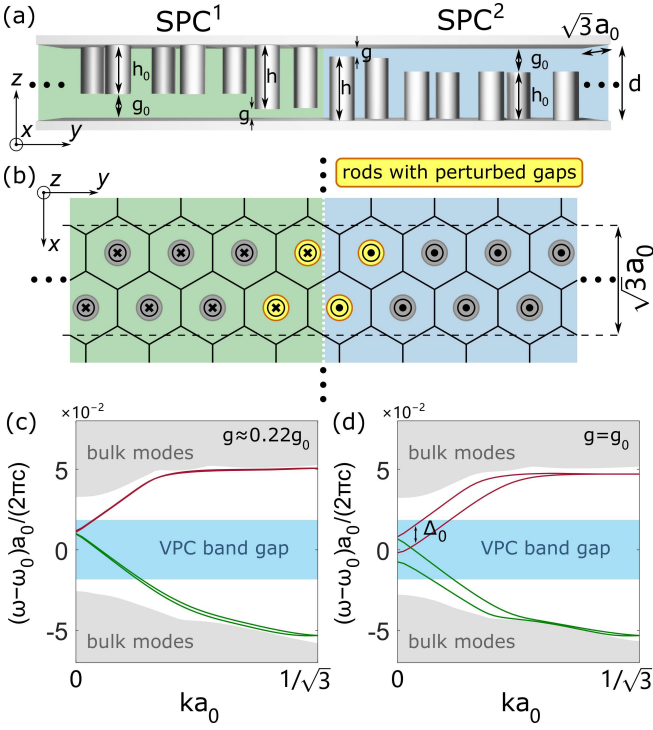 (a) SPC¹ SPC²
√3a₀
h₀ h g g₀
g₀ g h h₀ d
z x y
(b) z y x
rods with perturbed gaps
√3a₀
(c) ×10⁻² (d) ×10⁻²
bulk modes g≈0.22g₀
bulk modes g=g₀
(ω−ω₀)a₀/(2πc)
(ω−ω₀)a₀/(2πc)
5 0 -5
5 0 -5
VPC band gap
Δ₀
VPC band gap
bulk modes
bulk modes
0 1/√3
0 1/√3
ka₀
ka₀